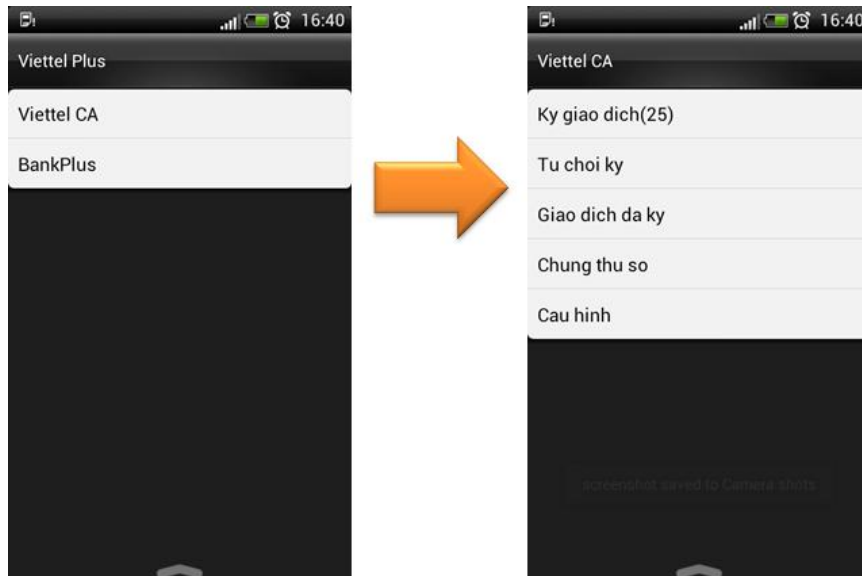 16:40
Viettel Plus
Viettel CA
BankPlus
16:40
Viettel CA
Ky giao dich(25)
Tu choi ky
Giao dich da ky
Chung thu so
Cau hinh
screenshot saved to Camera shots